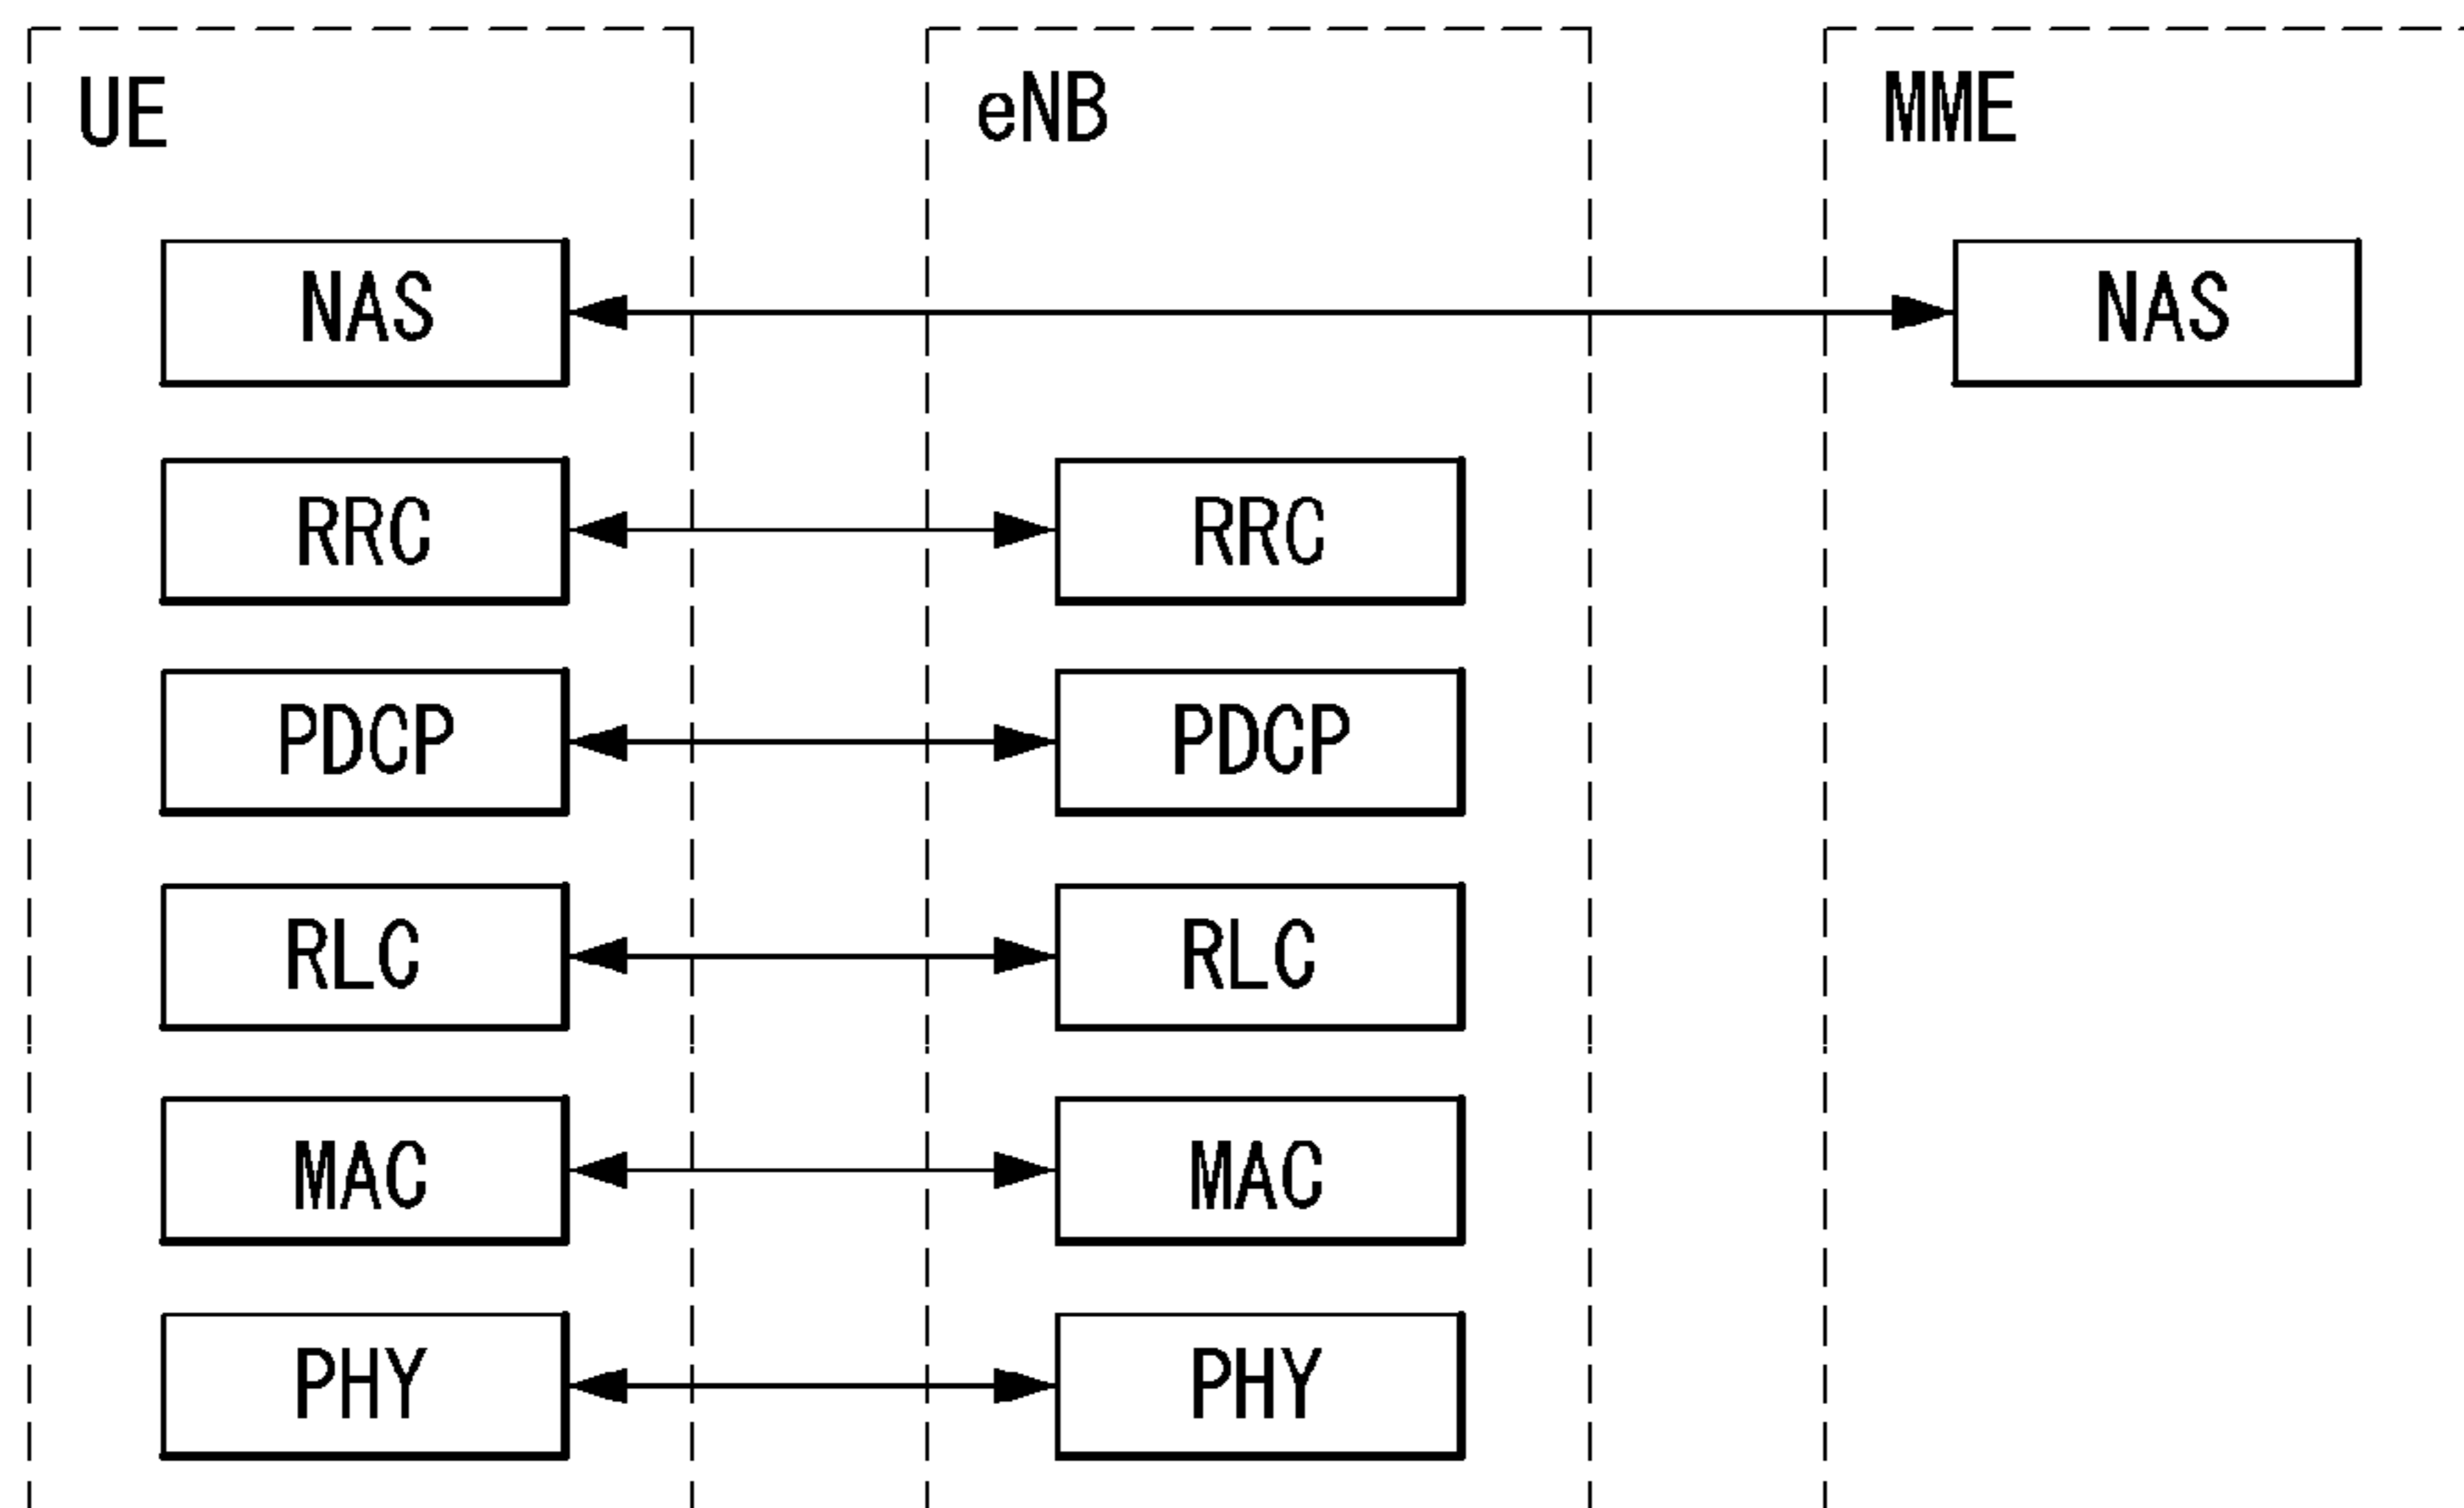 UE eNB MME
NAS NAS
RRC RRC
PDCP PDCP
RLC RLC
MAC MAC
PHY PHY